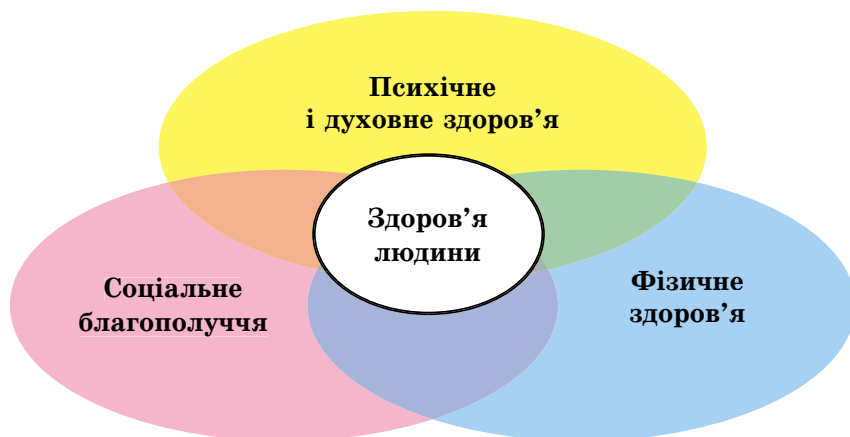 Психічне
і духовне здоров’я
Здоров’я
людини
Соціальне
благополуччя
Фізичне
здоров’я